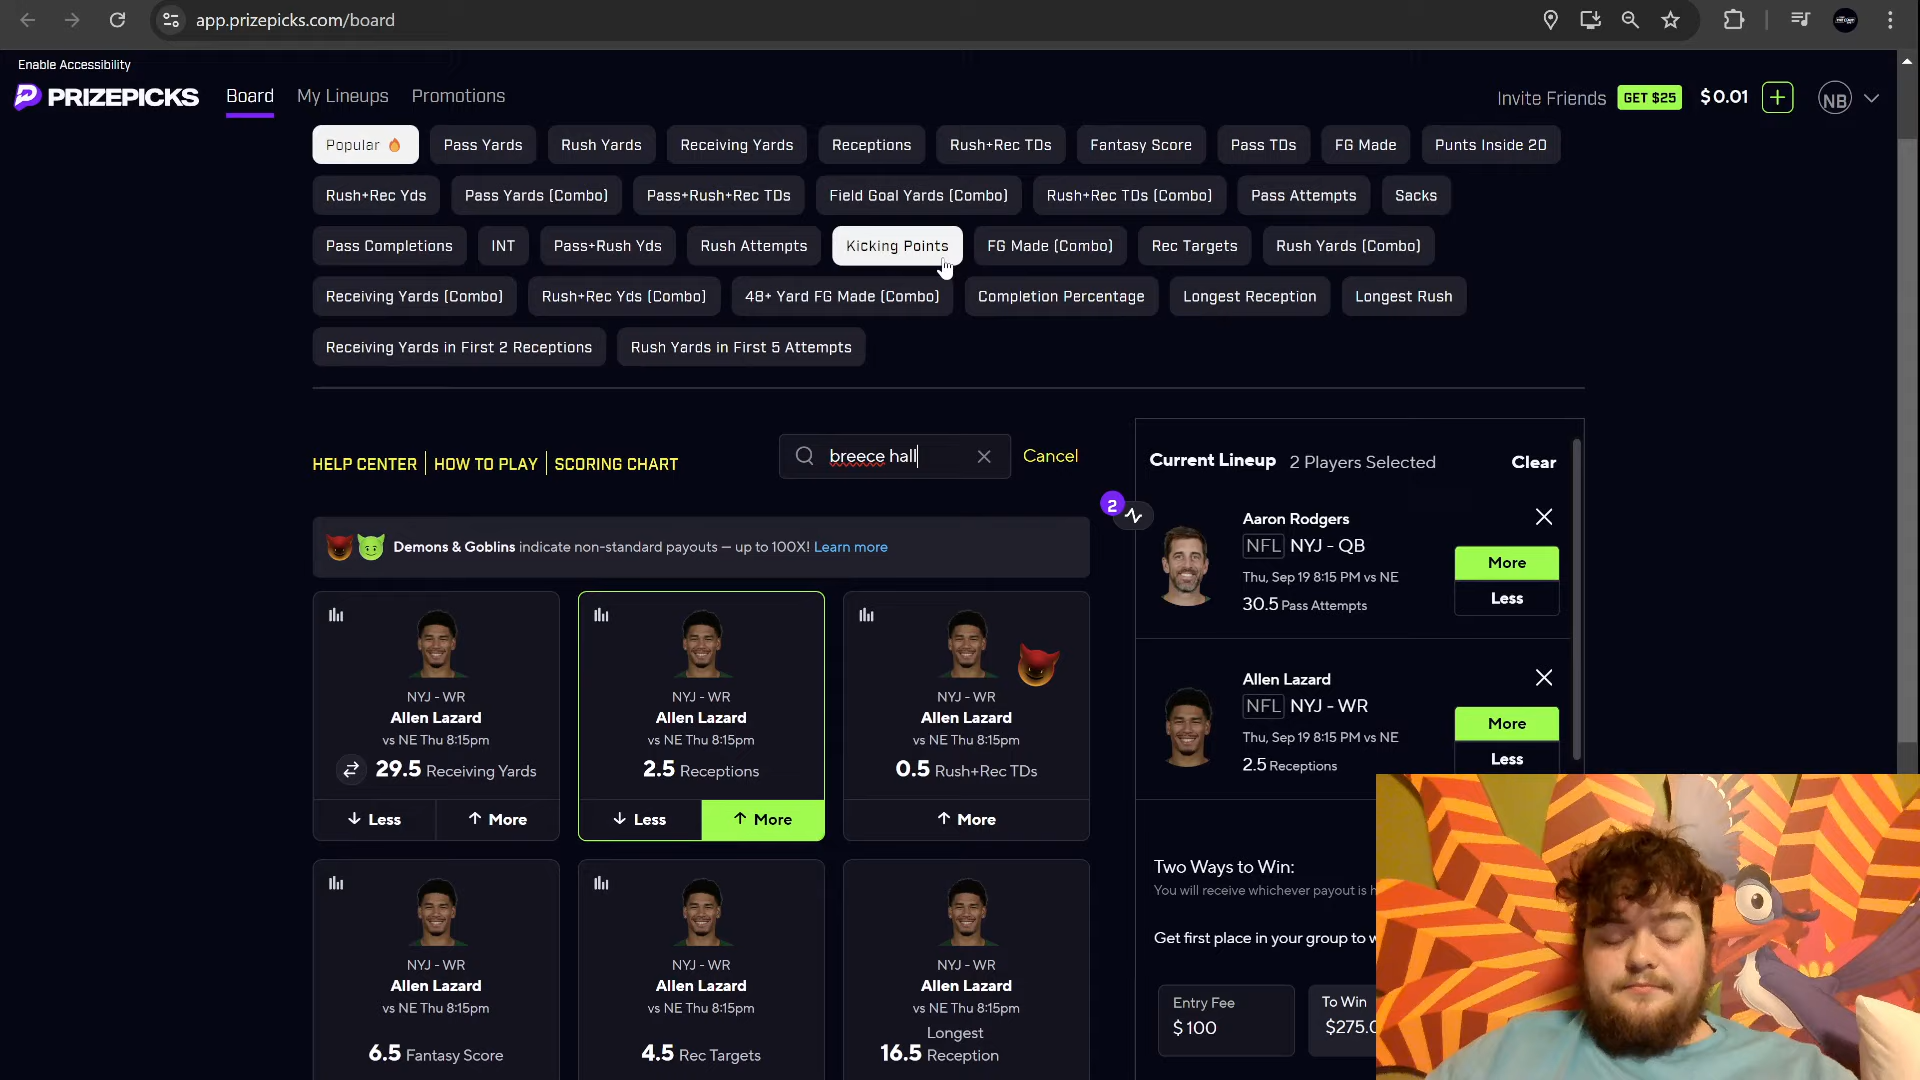 app.prizepicks.com/board
Enable Accessibility
PRIZEPICKS Board My Lineups Promotions Invite Friends GET $25 $0.01 NB
Popular Pass Yards Rush Yards Receiving Yards Receptions Rush+Rec TDs Fantasy Score Pass TDs FG Made Punts Inside 20
Rush+Rec Yds Pass Yards (Combo) Pass+Rush+Rec TDs Field Goal Yards (Combo) Rush+Rec TDs (Combo) Pass Attempts Sacks
Pass Completions INT Pass+Rush Yds Rush Attempts Kicking Points FG Made (Combo) Rec Targets Rush Yards (Combo)
Receiving Yards (Combo) Rush+Rec Yds (Combo) 48+ Yard FG Made (Combo) Completion Percentage Longest Reception Longest Rush
Receiving Yards in First 2 Receptions Rush Yards in First 5 Attempts
HELP CENTER HOW TO PLAY SCORING CHART breece hall Cancel
Demons & Goblins indicate non-standard payouts — up to 100X! Learn more
NYJ - WR
Allen Lazard
vs NE Thu 8:15pm
29.5 Receiving Yards
Less More
NYJ - WR
Allen Lazard
vs NE Thu 8:15pm
2.5 Receptions
Less More
NYJ - WR
Allen Lazard
vs NE Thu 8:15pm
0.5 Rush+Rec TDs
More
NYJ - WR
Allen Lazard
vs NE Thu 8:15pm
6.5 Fantasy Score
NYJ - WR
Allen Lazard
vs NE Thu 8:15pm
4.5 Rec Targets
NYJ - WR
Allen Lazard
vs NE Thu 8:15pm
16.5 Longest Reception
Current Lineup 2 Players Selected Clear
2
Aaron Rodgers
NFL NYJ - QB
Thu, Sep 19 8:15 PM vs NE
30.5 Pass Attempts
More
Less
Allen Lazard
NFL NYJ - WR
Thu, Sep 19 8:15 PM vs NE
2.5 Receptions
More
Less
Two Ways to Win:
You will receive whichever payout is
Get first place in your group to
Entry Fee
$100
To Win
$275.0